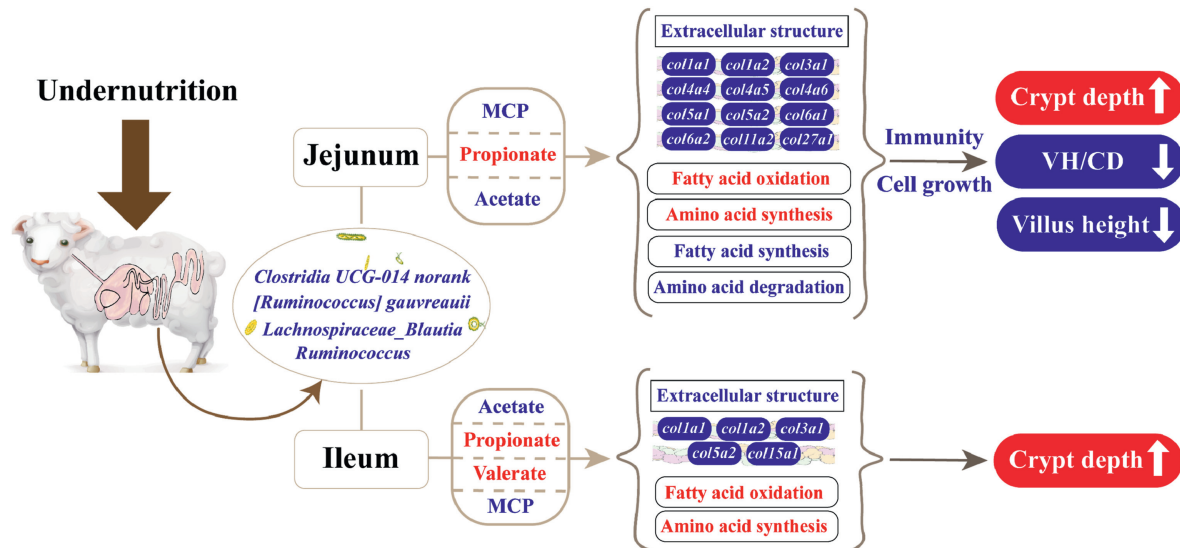 Undernutrition
Jejunum
Clostridia UCG-014 norank
[Ruminococcus] gauvreauii
Lachnospiraceae_Blautia
Ruminococcus
Ileum
MCP
Propionate
Acetate
Extracellular structure
col1a1 col1a2 col3a1
col4a4 col4a5 col4a6
col5a1 col5a2 col6a1
col6a2 col11a2 col27a1
Fatty acid oxidation
Amino acid synthesis
Fatty acid synthesis
Amino acid degradation
Immunity
Cell growth
Crypt depth
VH/CD
Villus height
Acetate
Propionate
Valerate
MCP
Extracellular structure
col1a1 col1a2 col3a1
col5a2 col15a1
Fatty acid oxidation
Amino acid synthesis
Crypt depth